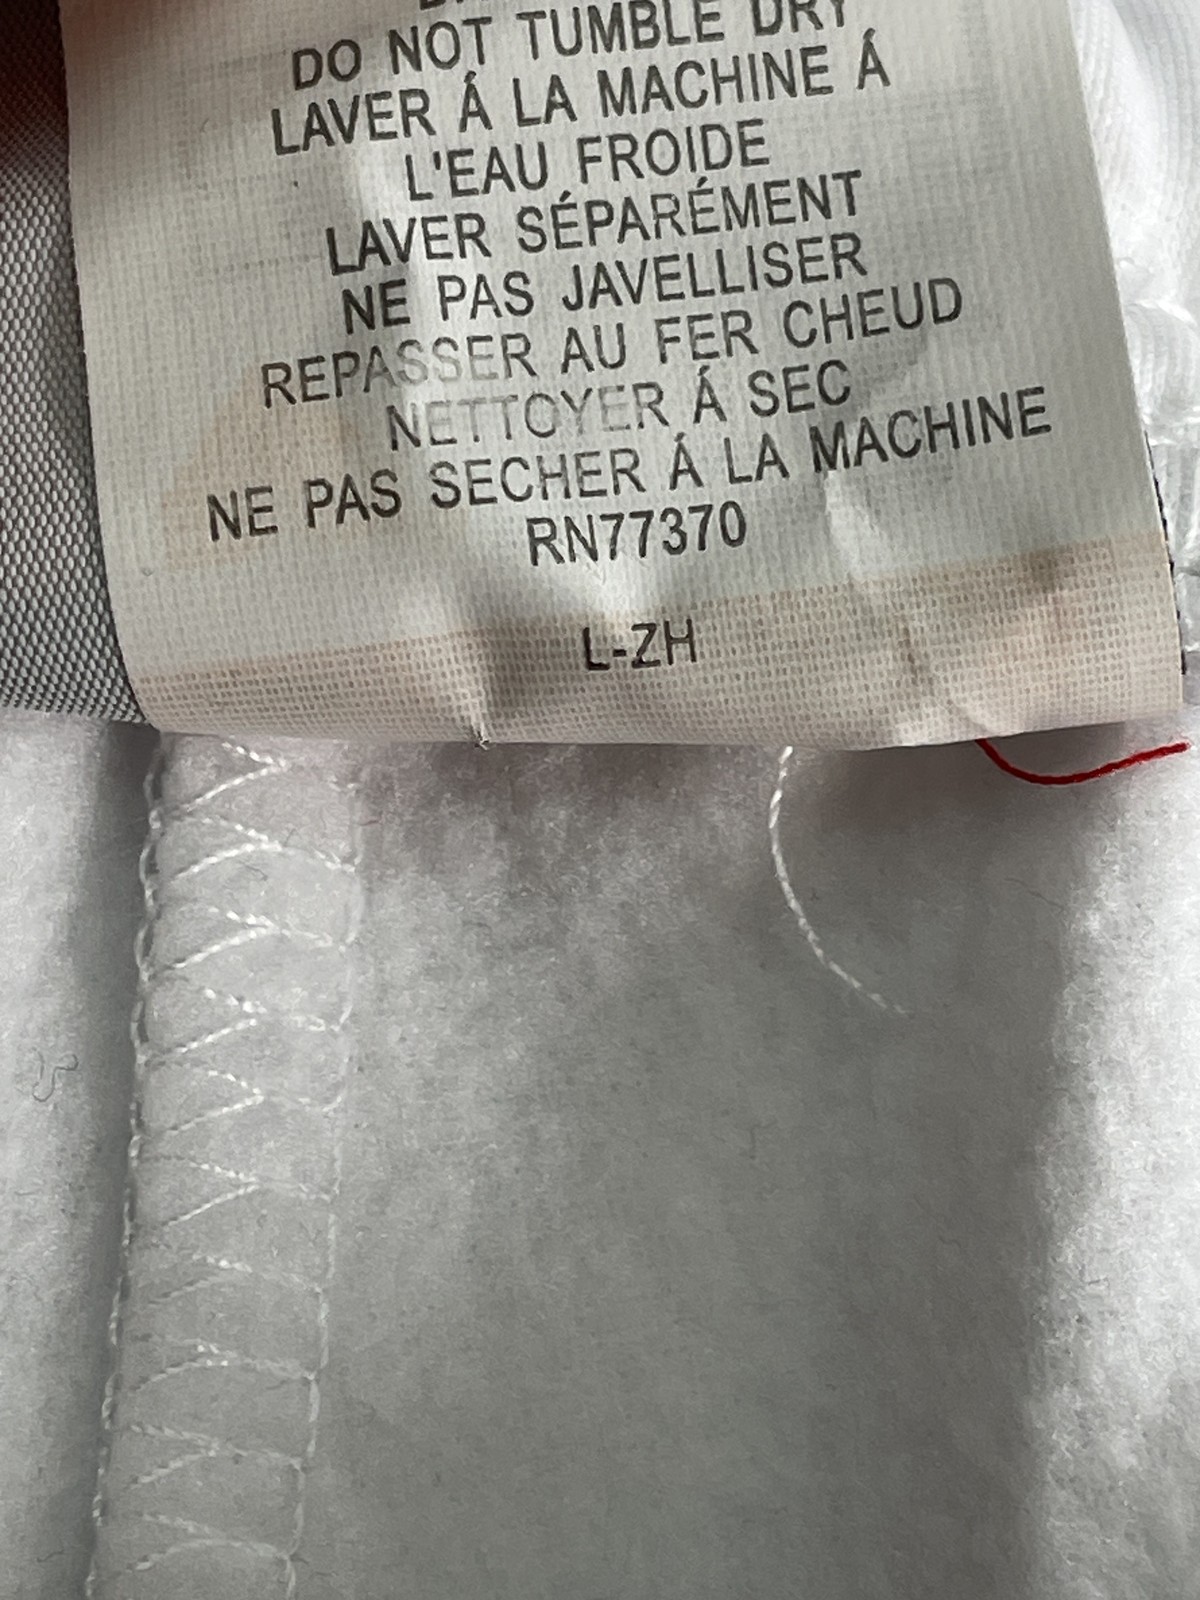 DO NOT TUMBLE DRY
LAVER Á LA MACHINE Á
L'EAU FROIDE
LAVER SÉPARÉMENT
NE PAS JAVELLISER
REPASSER AU FER CHEUD
NETTOYER Á SEC
NE PAS SECHER Á LA MACHINE
RN77370
L-ZH